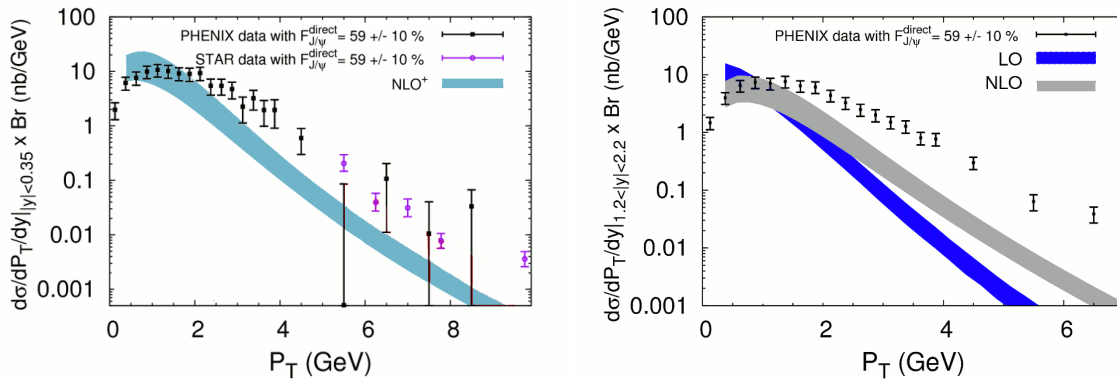 PHENIX data with F^direct_J/ψ = 59 +/- 10 %
STAR data with F^direct_J/ψ = 59 +/- 10 %
NLO⁺
100
10
1
0.1
0.01
0.001
0 2 4 6 8
P_T (GeV)
dσ/dP_T/dy|_|y|<0.35 x Br (nb/GeV)
PHENIX data with F^direct_J/ψ = 59 +/- 10 %
LO
NLO
100
10
1
0.1
0.01
0.001
0 2 4 6
P_T (GeV)
dσ/dP_T/dy|_1.2<|y|<2.2 x Br (nb/GeV)